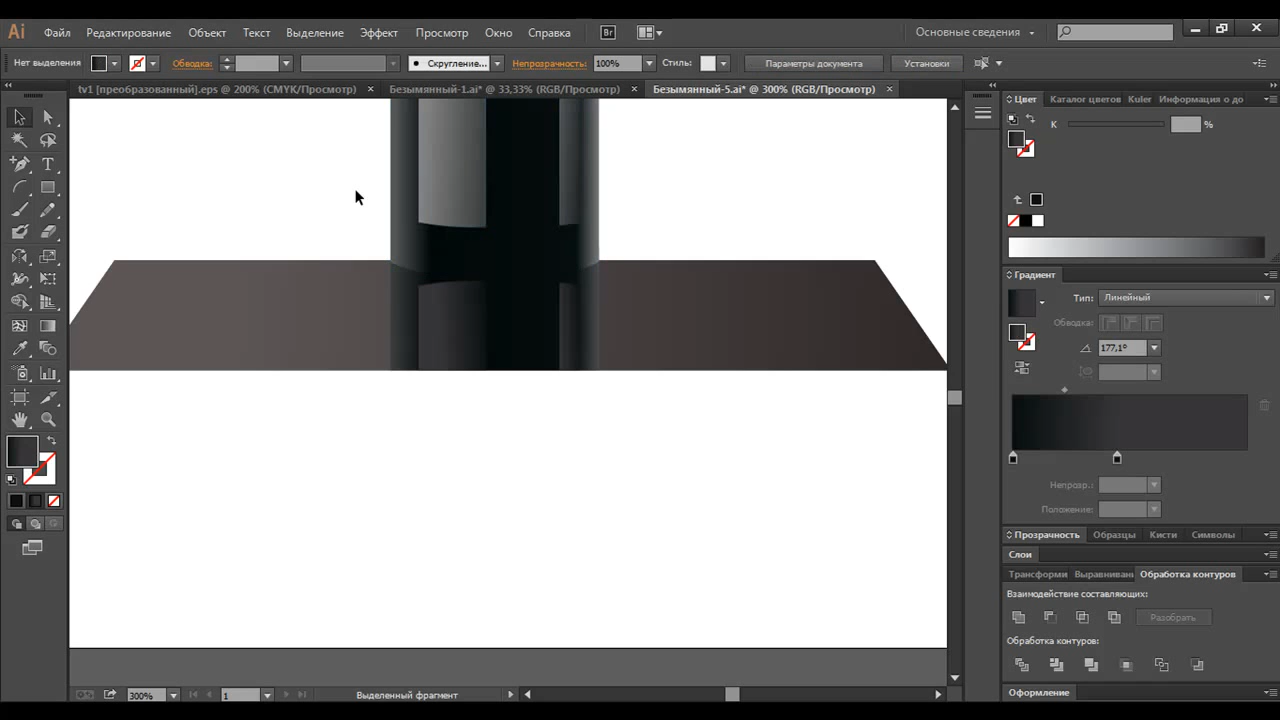 Ai Файл Редактирование Объект Текст Выделение Эффект Просмотр Окно Справка Br Основные сведения
Нет выделения Обводка: Скругление... Непрозрачность: 100% Стиль: Параметры документа Установки
tv1 [преобразованный].eps @ 200% (CMYK/Просмотр) Безымянный-1.ai* @ 33,33% (RGB/Просмотр) Безымянный-5.ai* @ 300% (RGB/Просмотр)
Цвет Каталог цветов Kuler Информация о до
K %
Градиент
Тип: Линейный
Обводка:
177,1°
Непрозр.:
Положение:
Прозрачность Образцы Кисти Символы
Слои
Трансформи Выравниван Обработка контуров
Взаимодействие составляющих:
Разобрать
Обработка контуров:
Оформление
300% 1 Выделенный фрагмент